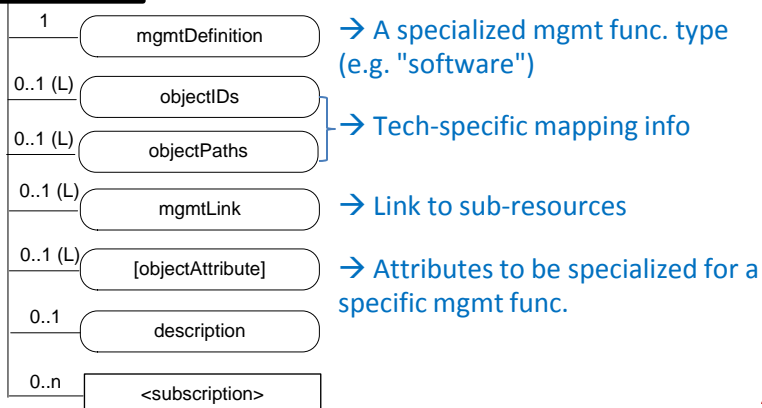 1 mgmtDefinition → A specialized mgmt func. type
(e.g. "software")
0..1 (L) objectIDs
→ Tech-specific mapping info
0..1 (L) objectPaths
0..1 (L) mgmtLink → Link to sub-resources
0..1 (L) [objectAttribute] → Attributes to be specialized for a
specific mgmt func.
0..1 description
0..n <subscription>